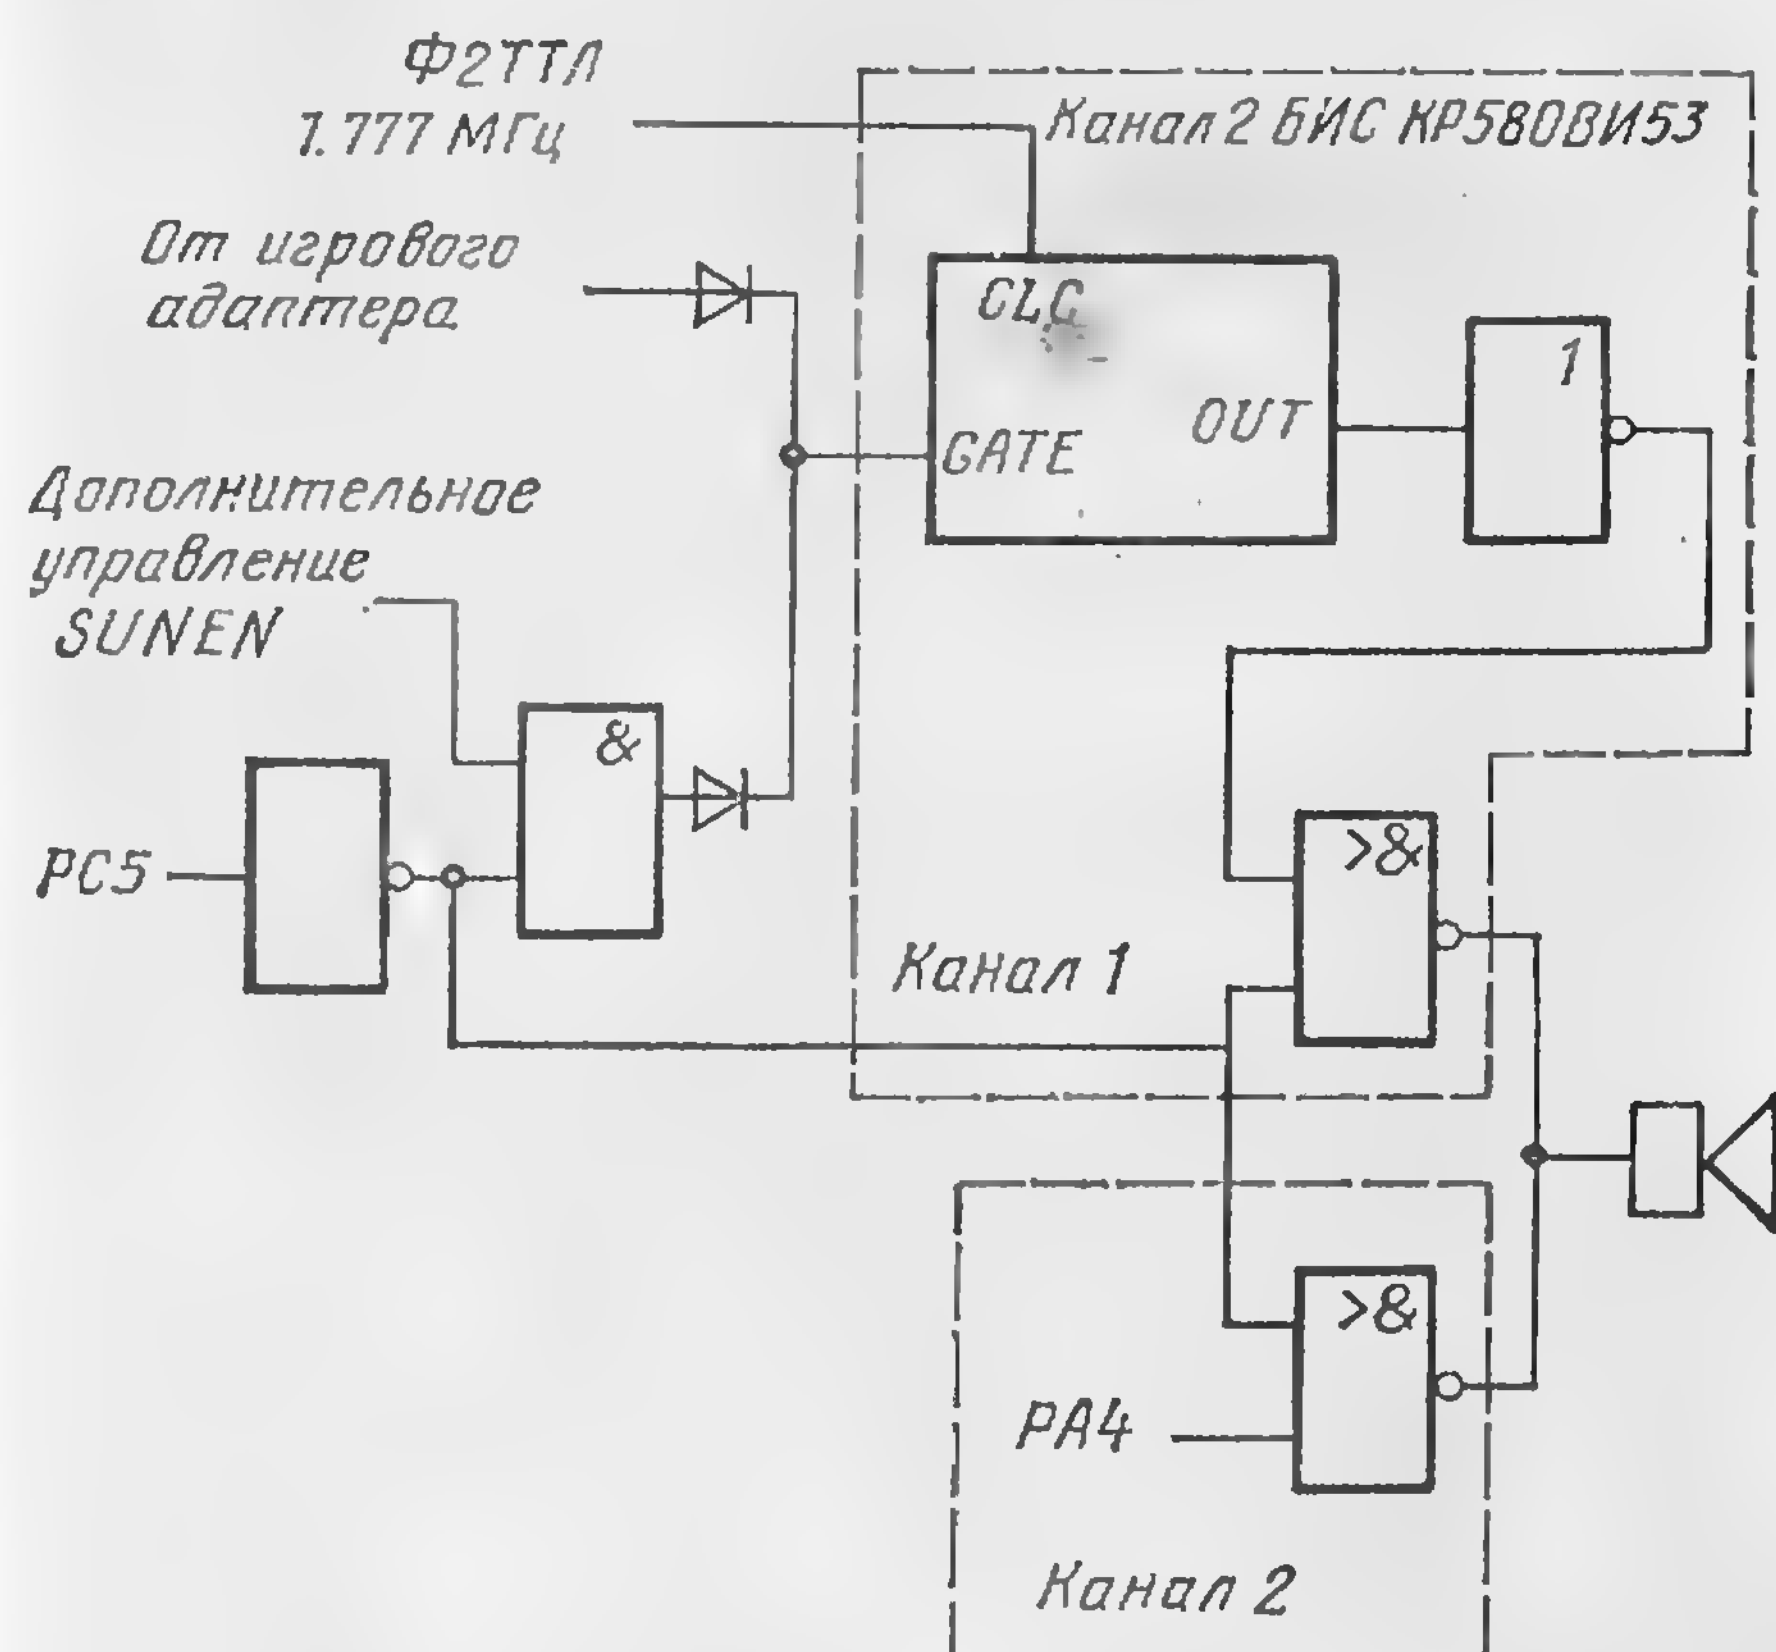 Ф2ТТЛ
1.777 МГц
Канал 2 БИС КР580ВИ53
От игрового
адаптера
CLC
OUT
1
GATE
Дополнительное
управление
SUNEN
&
PC5
>&
Канал 1
>&
PA4
Канал 2